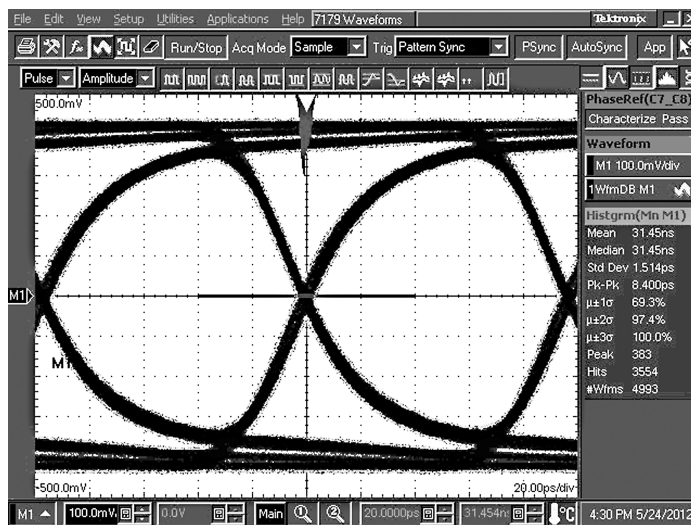 File Edit View Setup Utilities Applications Help 7179 Waveforms Tektronix
Run/Stop Acq Mode Sample Trig Pattern Sync PSync AutoSync App
Pulse Amplitude
500.0mV
PhaseRef(C7_C8)
Characterize Pass
Waveform
M1 100.0mV/div
1WfmDB M1
Histgrm(Mn M1)
Mean 31.45ns
Median 31.45ns
Std Dev 1.514ps
Pk-Pk 8.400ps
µ±1σ 69.3%
µ±2σ 97.4%
µ±3σ 100.0%
Peak 383
Hits 3554
#Wfms 4993
M1
M1
-500.0mV 20.00ps/div
M1 100.0mV 0.0V Main 1 2 20.0000ps 31.454n °C 4:30 PM 5/24/2012